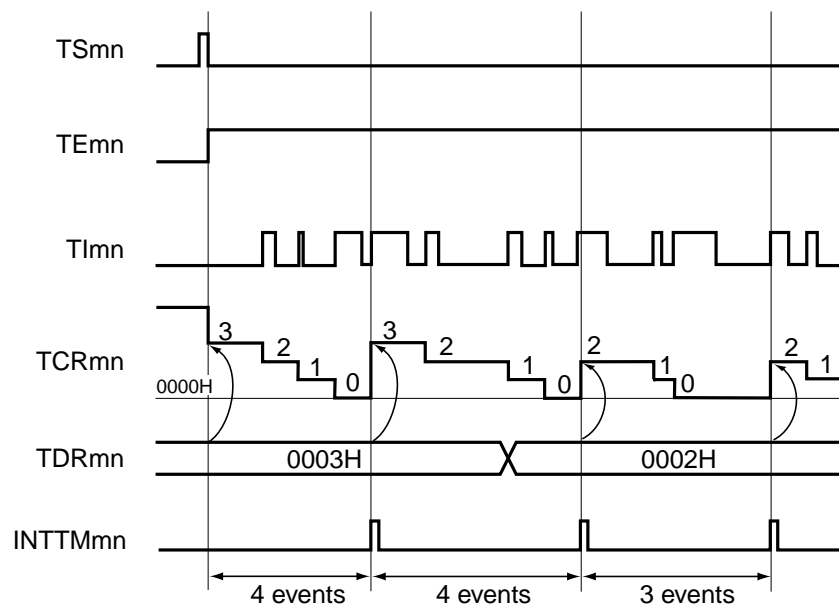 TSmn
TEmn
TImn
TCRmn
3 2 1 0 3 2 1 0 2 1 0 2 1
0000H
TDRmn
0003H 0002H
INTTMmn
4 events 4 events 3 events